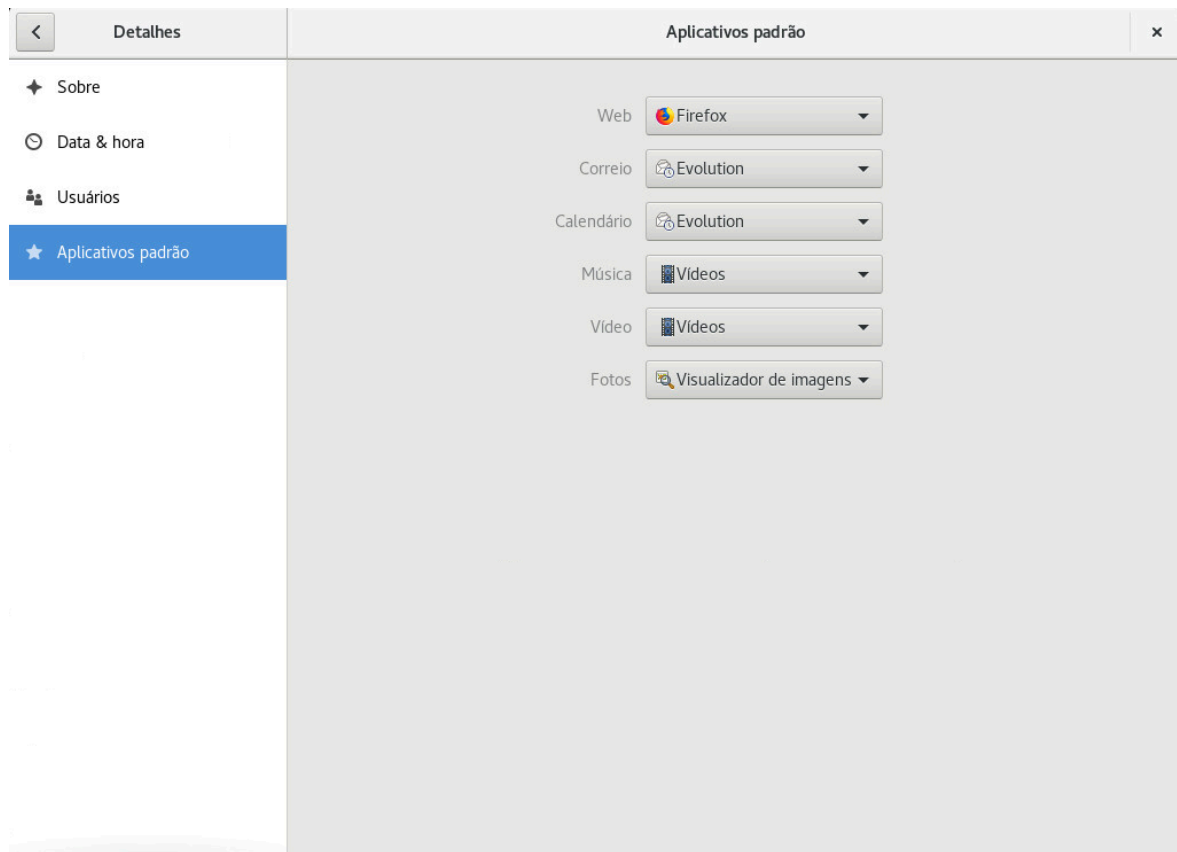 Detalhes
Aplicativos padrão
Sobre
Data & hora
Usuários
Aplicativos padrão
Web Firefox
Correio Evolution
Calendário Evolution
Música Vídeos
Vídeo Vídeos
Fotos Visualizador de imagens